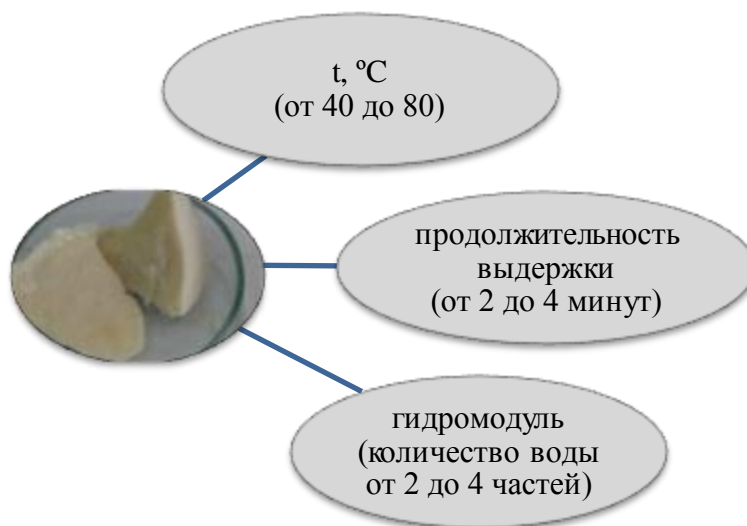 t, ºC
(от 40 до 80)
продолжительность
выдержки
(от 2 до 4 минут)
гидромодуль
(количество воды
от 2 до 4 частей)